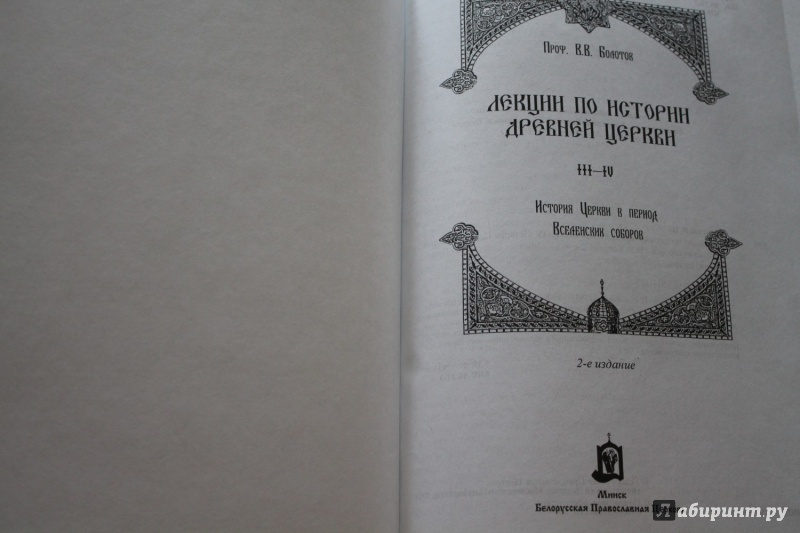 Проф. В.В. Болотов
Лекции по истории
древней Церкви
III–IV
История Церкви в период
Вселенских соборов
2-е издание
Минск
Белорусская Православная Церковь
Лабиринт.ру